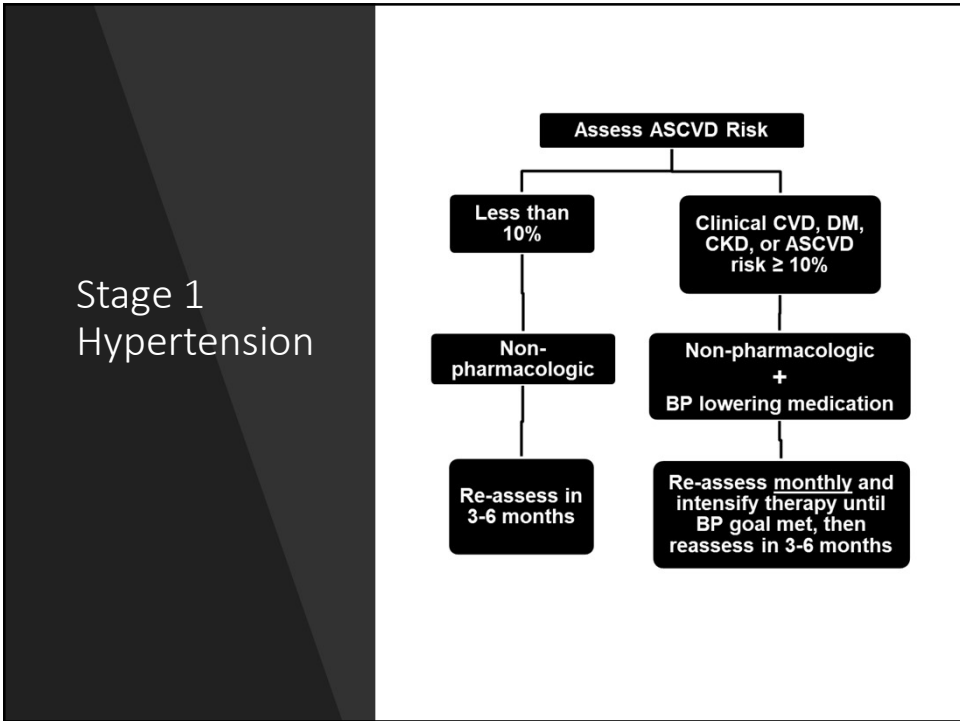 Stage 1
Hypertension
Assess ASCVD Risk
Less than
10%
Clinical CVD, DM,
CKD, or ASCVD
risk ≥ 10%
Non-
pharmacologic
Non-pharmacologic
+
BP lowering medication
Re-assess in
3-6 months
Re-assess monthly and
intensify therapy until
BP goal met, then
reassess in 3-6 months